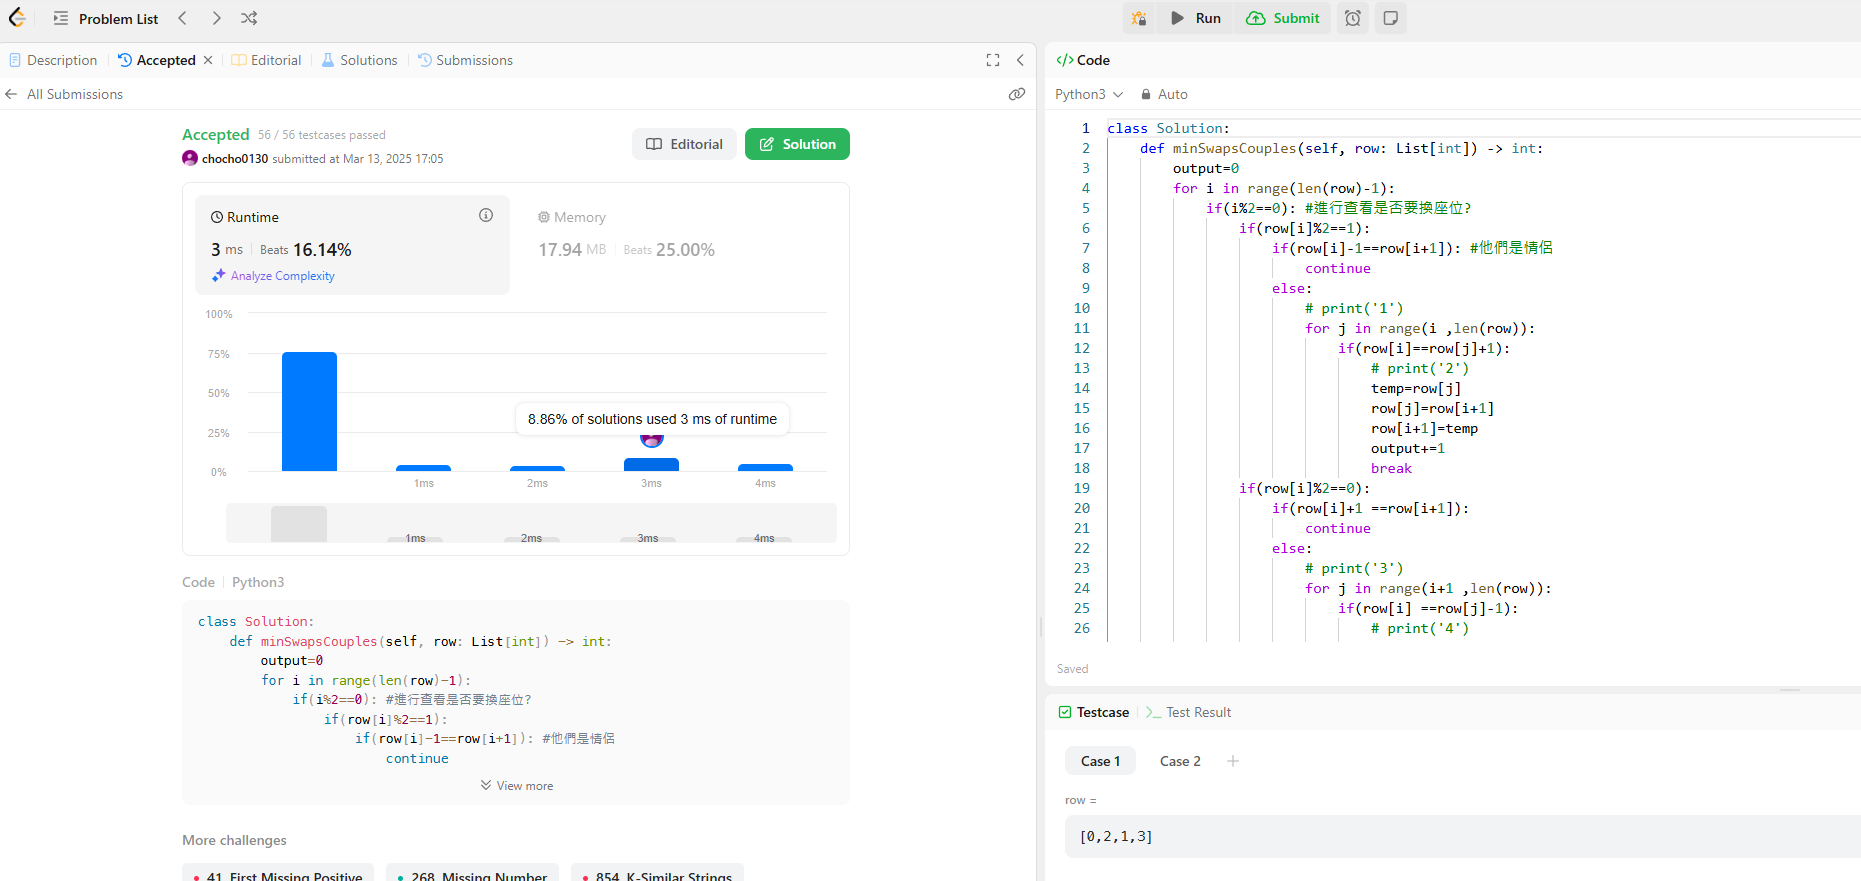 Problem List
Run
Submit
Description
Accepted
Editorial
Solutions
Submissions
All Submissions
Accepted 56 / 56 testcases passed
chocho0130 submitted at Mar 13, 2025 17:05
Editorial
Solution
Runtime
3 ms Beats 16.14%
Analyze Complexity
Memory
17.94 MB Beats 25.00%
100%
75%
50%
25%
0%
8.86% of solutions used 3 ms of runtime
1ms
2ms
3ms
4ms
1ms
2ms
3ms
4ms
Code Python3
class Solution:
    def minSwapsCouples(self, row: List[int]) -> int:
        output=0
        for i in range(len(row)-1):
            if(i%2==0): #進行查看是否要換座位?
                if(row[i]%2==1):
                    if(row[i]-1==row[i+1]): #他們是情侶
                        continue
View more
More challenges
41. First Missing Positive
268. Missing Number
854. K-Similar Strings
</> Code
Python3
Auto
1 class Solution:
2     def minSwapsCouples(self, row: List[int]) -> int:
3         output=0
4         for i in range(len(row)-1):
5             if(i%2==0): #進行查看是否要換座位?
6                 if(row[i]%2==1):
7                     if(row[i]-1==row[i+1]): #他們是情侶
8                         continue
9                     else:
10                         # print('1')
11                         for j in range(i ,len(row)):
12                             if(row[i]==row[j]+1):
13                                 # print('2')
14                                 temp=row[j]
15                                 row[j]=row[i+1]
16                                 row[i+1]=temp
17                                 output+=1
18                                 break
19                 if(row[i]%2==0):
20                     if(row[i]+1 ==row[i+1]):
21                         continue
22                     else:
23                         # print('3')
24                         for j in range(i+1 ,len(row)):
25                             if(row[i] ==row[j]-1):
26                                 # print('4')
Saved
Testcase
Test Result
Case 1
Case 2
row =
[0,2,1,3]